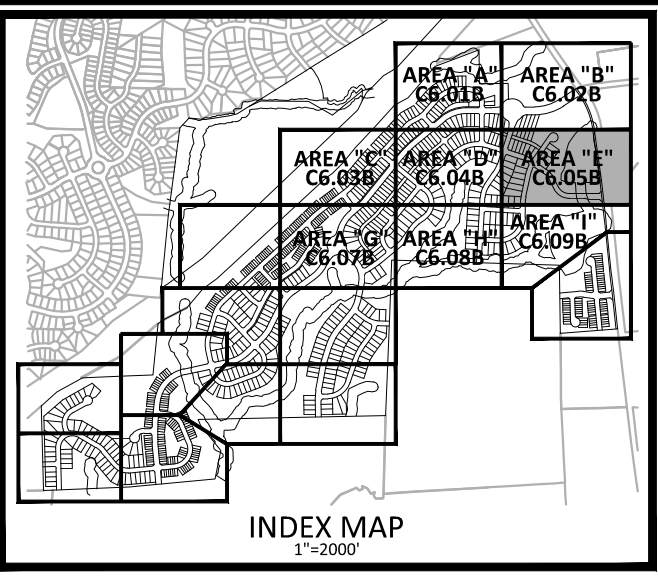 AREA "A"
C6.01B
AREA "B"
C6.02B
AREA "C"
C6.03B
AREA "D"
C6.04B
AREA "E"
C6.05B
AREA "G"
C6.07B
AREA "H"
C6.08B
AREA "I"
C6.09B
INDEX MAP
1"=2000'